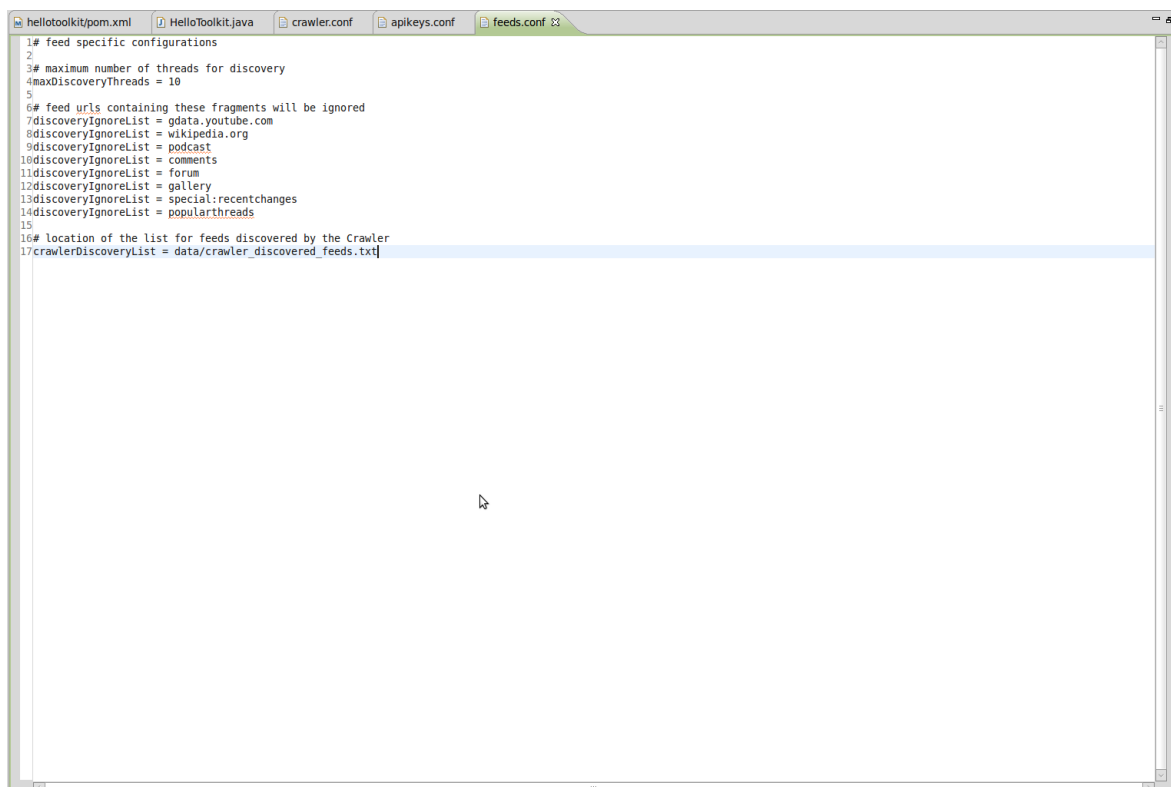 hellotoolkit/pom.xml HelloToolkit.java crawler.conf apikeys.conf feeds.conf
1# feed specific configurations
2
3# maximum number of threads for discovery
4maxDiscoveryThreads = 10
5
6# feed urls containing these fragments will be ignored
7discoveryIgnoreList = gdata.youtube.com
8discoveryIgnoreList = wikipedia.org
9discoveryIgnoreList = podcast
10discoveryIgnoreList = comments
11discoveryIgnoreList = forum
12discoveryIgnoreList = gallery
13discoveryIgnoreList = special:recentchanges
14discoveryIgnoreList = popularthreads
15
16# location of the list for feeds discovered by the Crawler
17crawlerDiscoveryList = data/crawler_discovered_feeds.txt